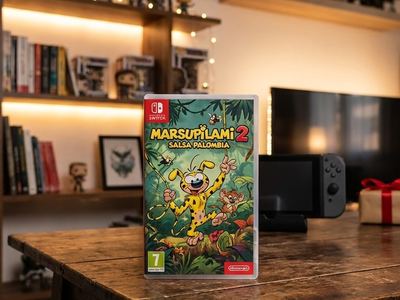 NINTENDO
SWITCH
MARSUPILAMI 2
SALSA PALOMBIA
7
Nintendo